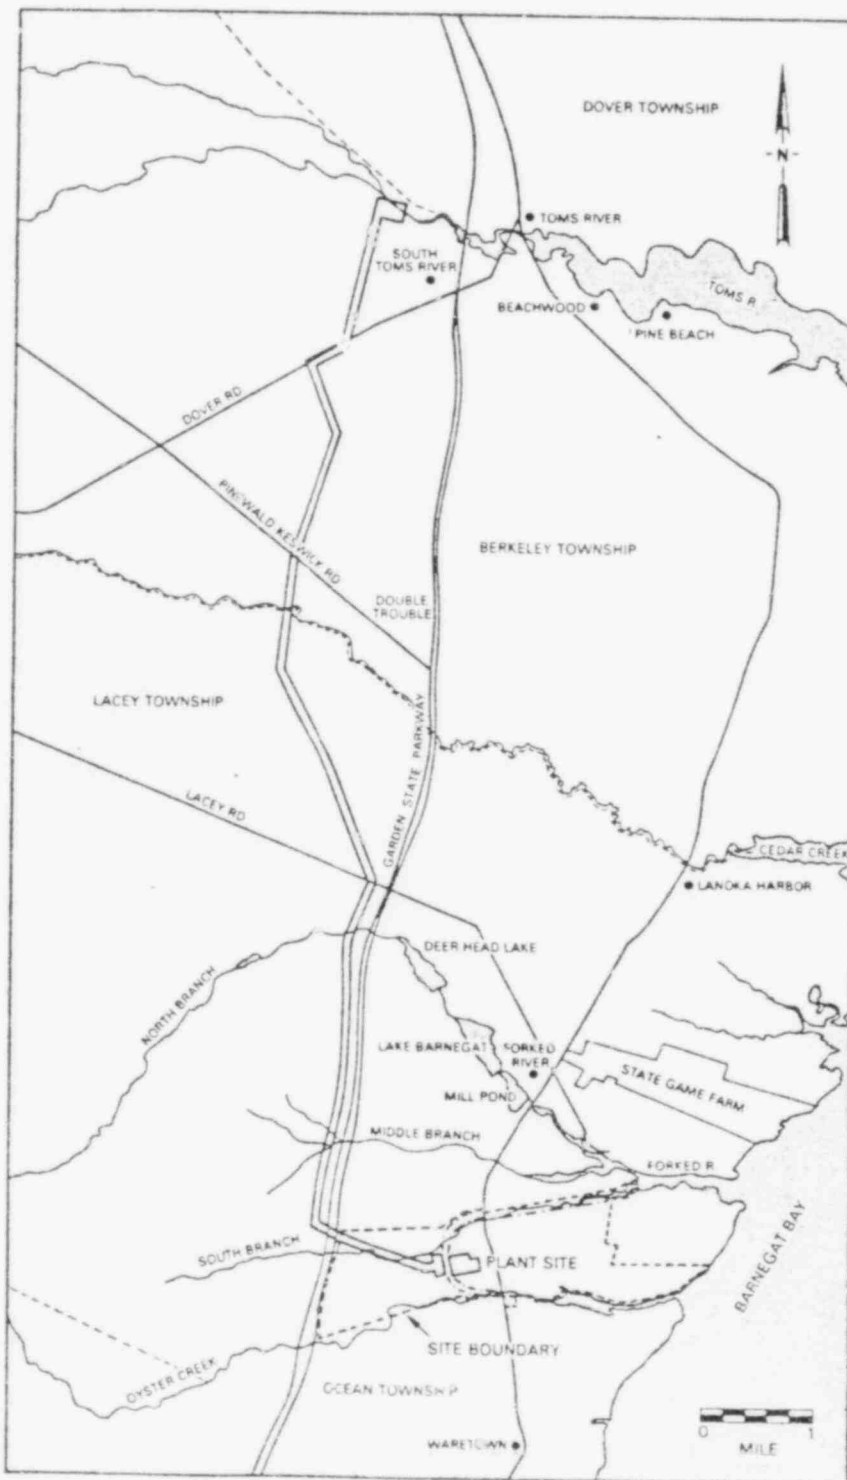 DOVER TOWNSHIP
N
TOMS RIVER
SOUTH
TOMS RIVER
TOMS R.
BEACHWOOD
PINE BEACH
DOVER RD
PINEWALD KESWICK RD
BERKELEY TOWNSHIP
DOUBLE
TROUBLE
LACEY TOWNSHIP
GARDEN STATE PARKWAY
LACEY RD
CEDAR CREEK
LANOKA HARBOR
DEER HEAD LAKE
NORTH BRANCH
LAKE BARNEGAT
FORKED
RIVER
STATE GAME FARM
MILL POND
MIDDLE BRANCH
FORKED R.
SOUTH BRANCH
PLANT SITE
BARNEGAT BAY
SITE BOUNDARY
OYSTER CREEK
OCEAN TOWNSHIP
WARETOWN
0 1
MILE